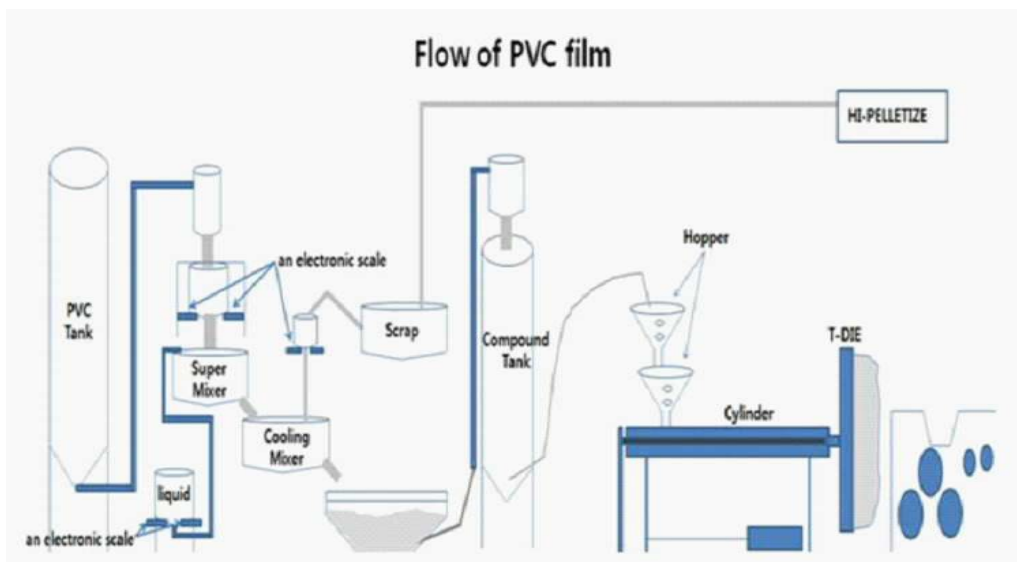 Flow of PVC film
HI-PELLETIZE
Hopper
an electronic scale
PVC
Tank
Scrap
Compound
Tank
T-DIE
Super
Mixer
Cylinder
Cooling
Mixer
liquid
an electronic scale